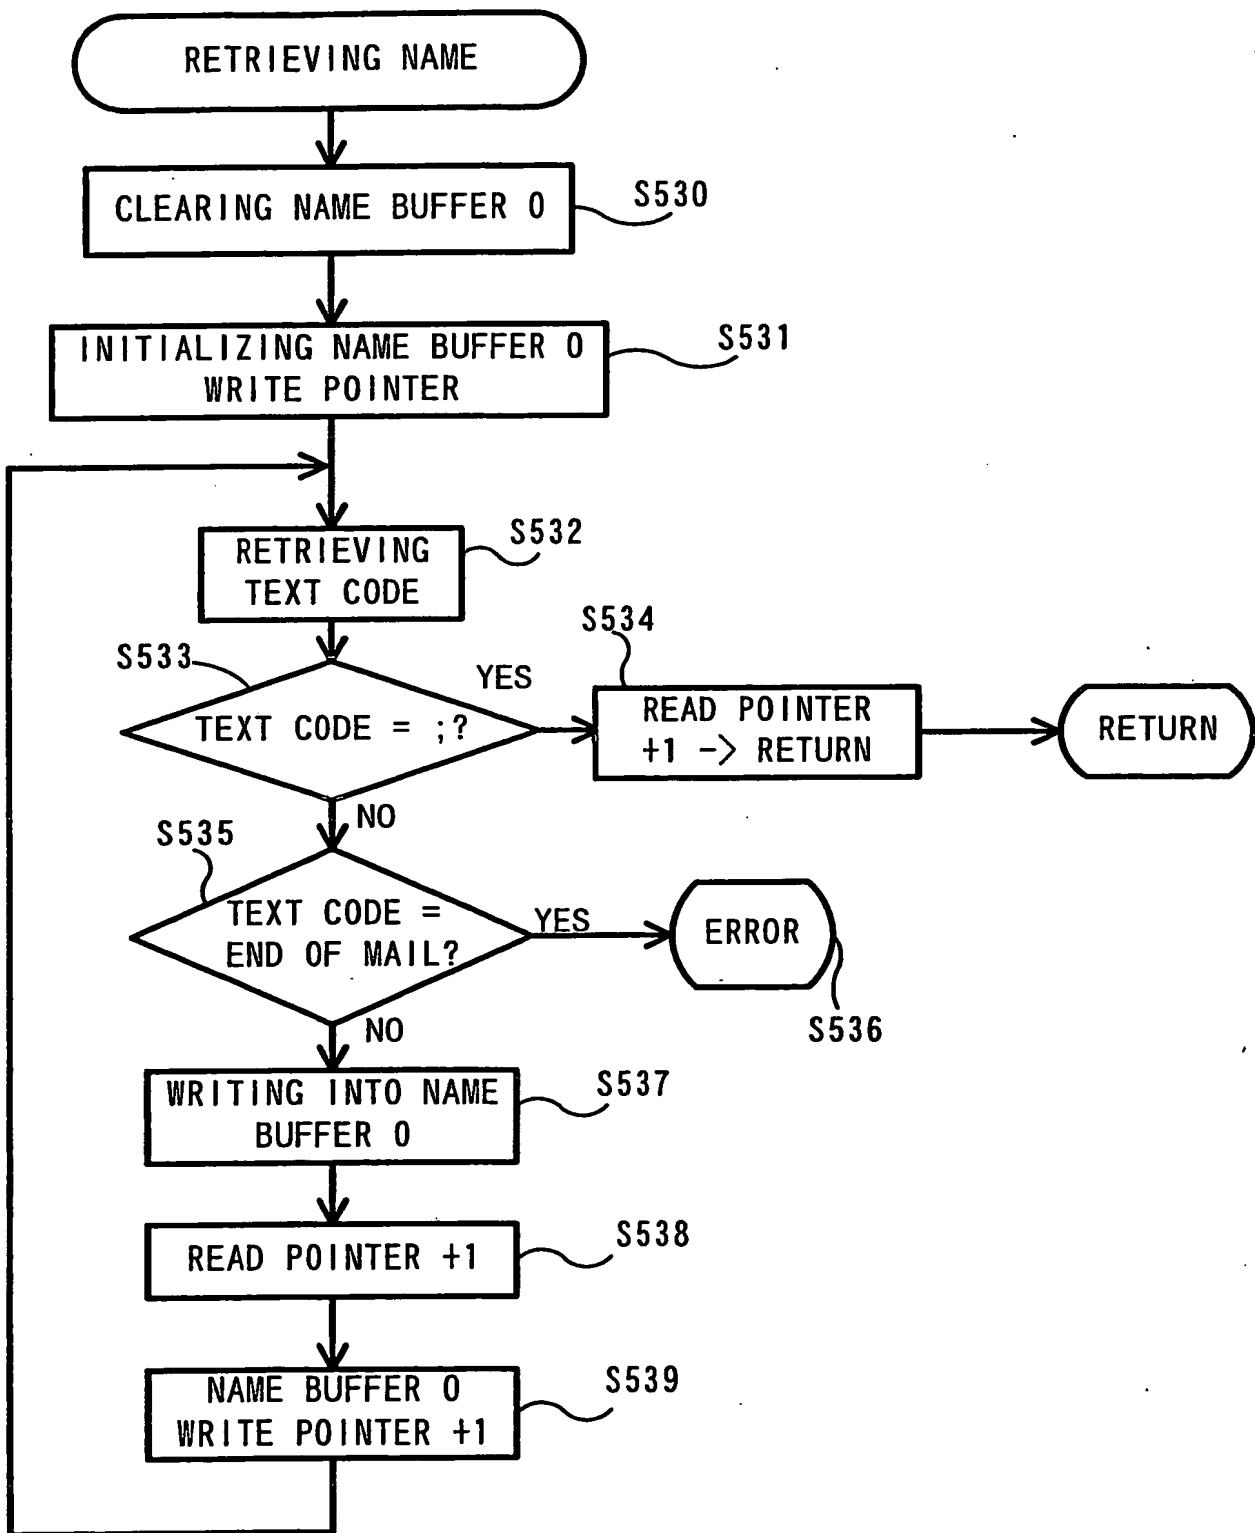 RETRIEVING NAME
CLEARING NAME BUFFER 0
S530
INITIALIZING NAME BUFFER 0
WRITE POINTER
S531
RETRIEVING
TEXT CODE
S532
S533
TEXT CODE = ;?
YES
S534
READ POINTER
+1 -> RETURN
RETURN
NO
S535
TEXT CODE =
END OF MAIL?
YES
ERROR
S536
NO
WRITING INTO NAME
BUFFER 0
S537
READ POINTER +1
S538
NAME BUFFER 0
WRITE POINTER +1
S539